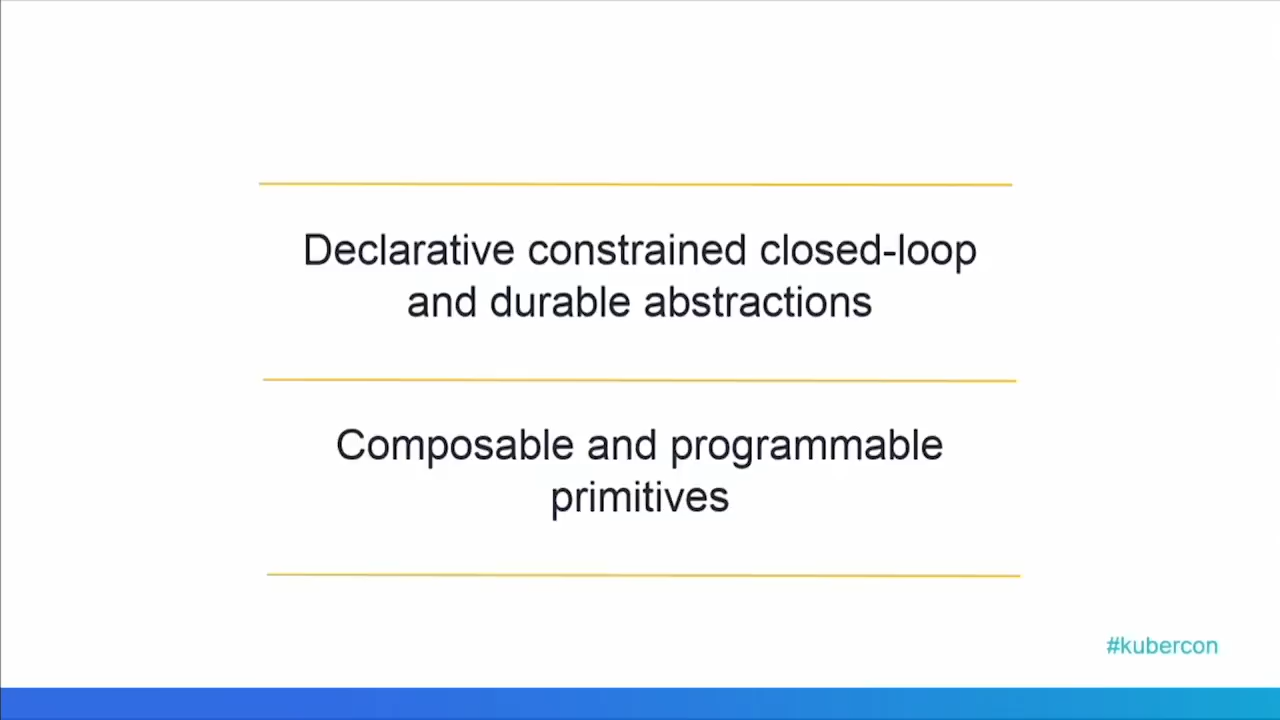 Declarative constrained closed-loop
and durable abstractions
Composable and programmable
primitives
#kubercon